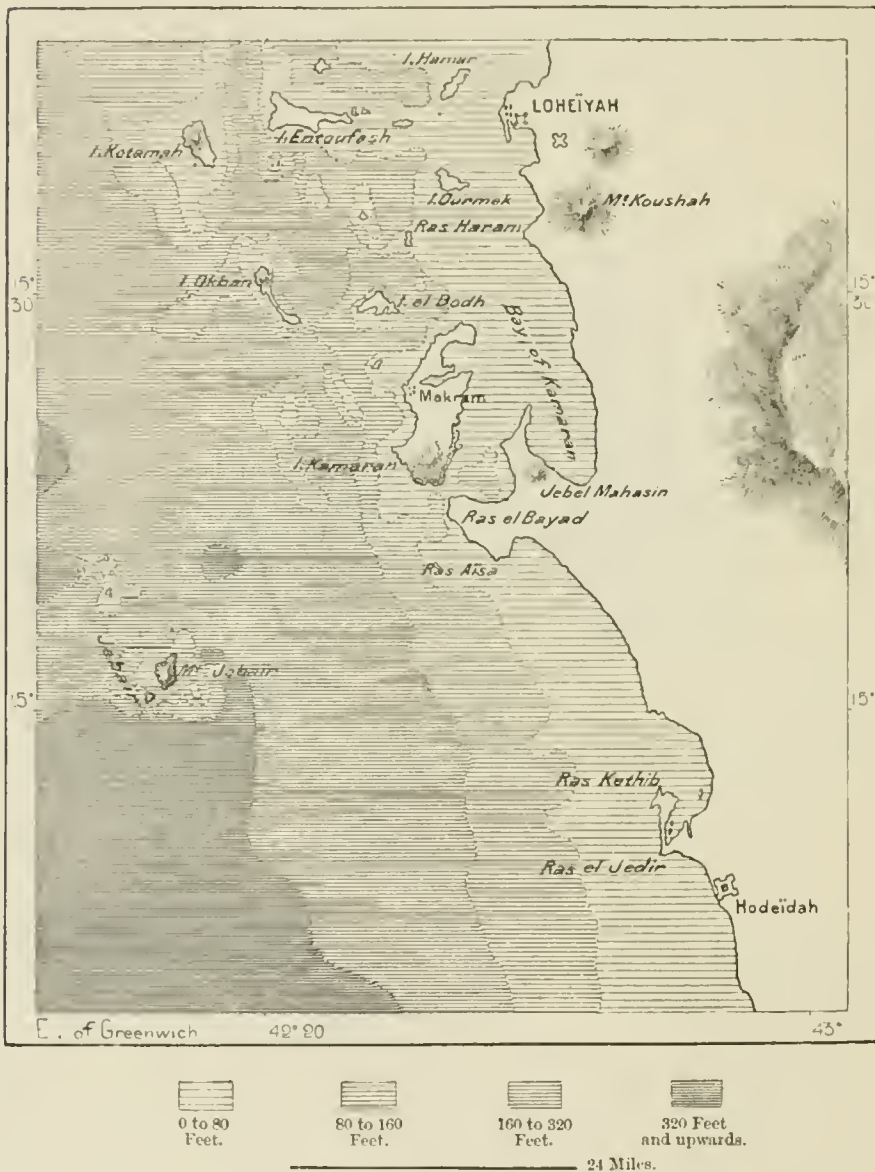 I. Hamar
LOHEÏYAH
I. Entoufash
I. Kotamah
I. Ourmek
Mt. Koushah
Ras Haram
15°
30
15°
30
I. Okban
I. el Bodh
Bay of Kamaran
Makram
I. Kamaran
Jebel Mahasin
Ras el Bayad
Ras Aïsa
Jebair
Mt. Jebair
15°
15°
Ras Kethib
Ras el Jedir
Hodeïdah
E. of Greenwich
42° 20
43°
0 to 80
Feet.
80 to 160
Feet.
160 to 320
Feet.
320 Feet
and upwards.
24 Miles.